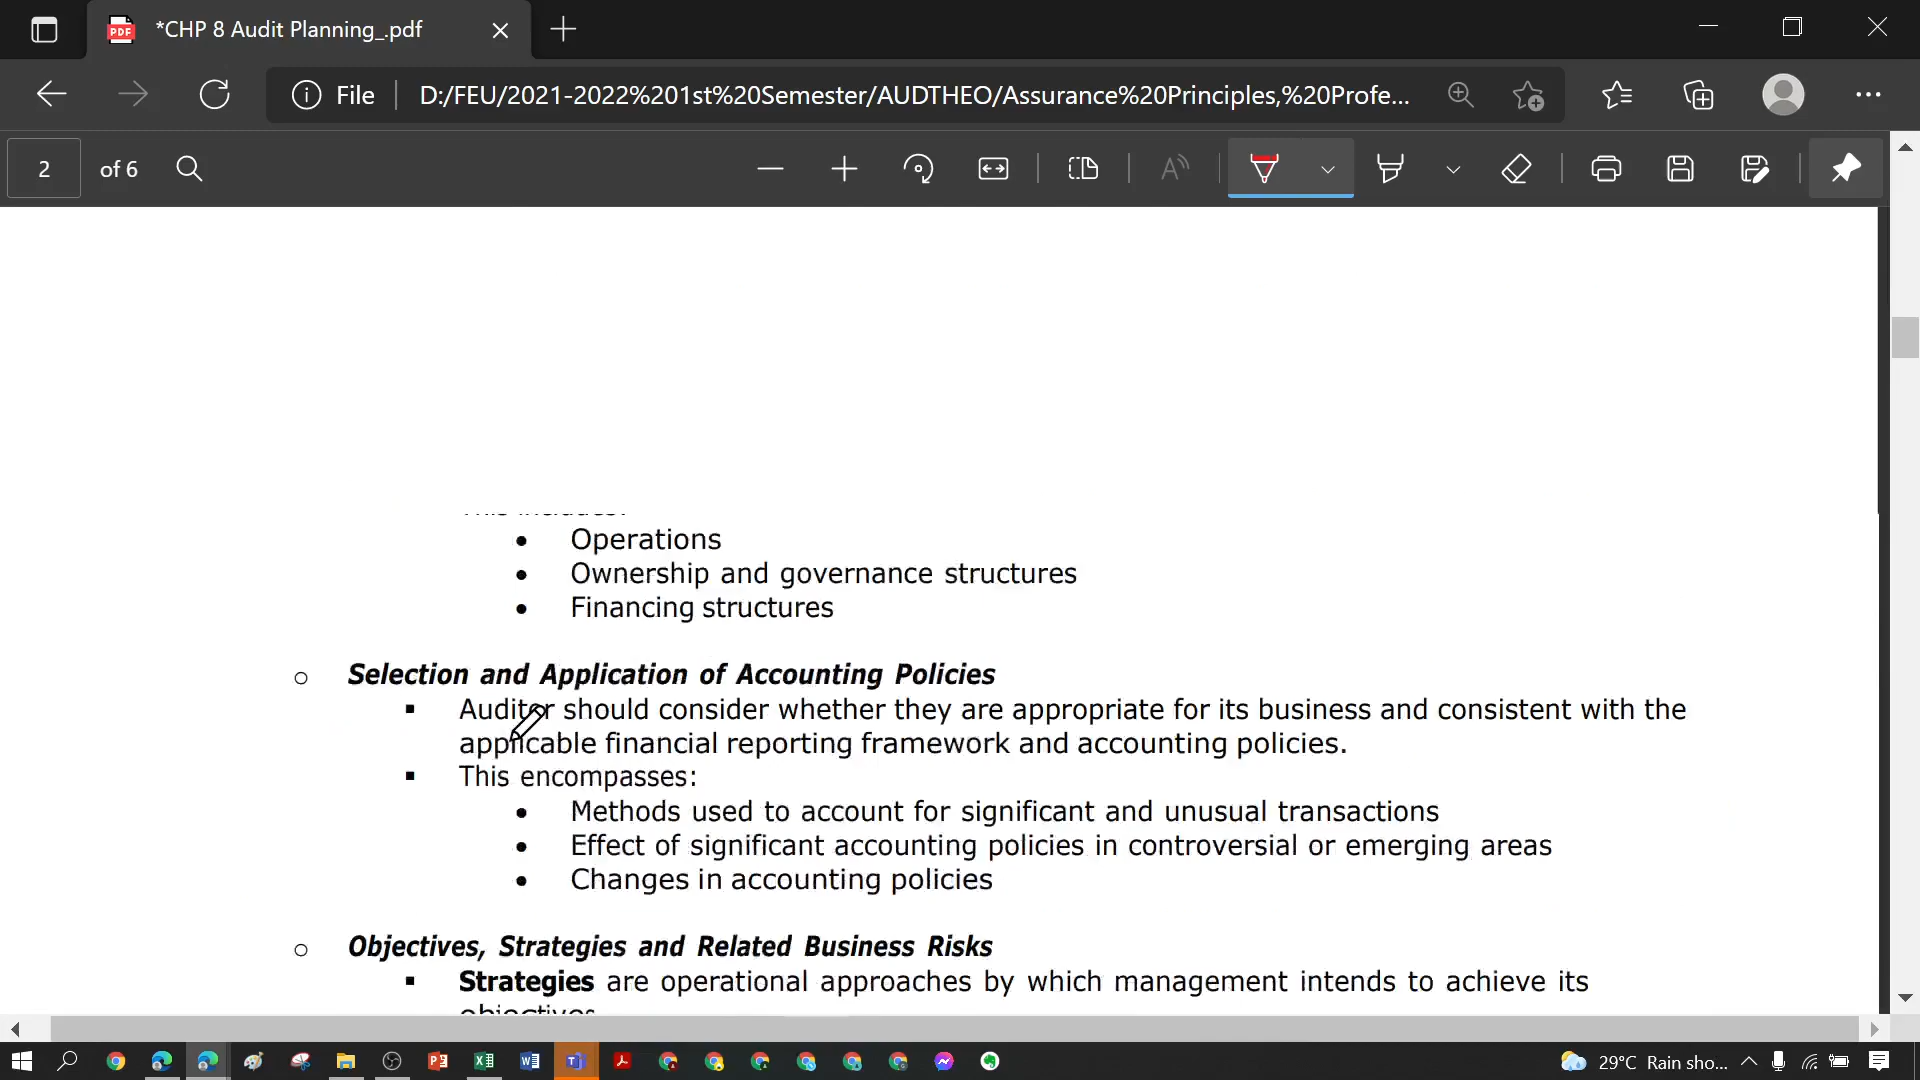 *CHP 8 Audit Planning_.pdf
File
D:/FEU/2021-2022%201st%20Semester/AUDTHEO/Assurance%20Principles,%20Profe...
2 of 6
This includes:
• Operations
• Ownership and governance structures
• Financing structures
o Selection and Application of Accounting Policies
▪ Auditor should consider whether they are appropriate for its business and consistent with the
applicable financial reporting framework and accounting policies.
▪ This encompasses:
• Methods used to account for significant and unusual transactions
• Effect of significant accounting policies in controversial or emerging areas
• Changes in accounting policies
o Objectives, Strategies and Related Business Risks
▪ Strategies are operational approaches by which management intends to achieve its
objectives
29°C Rain sho...